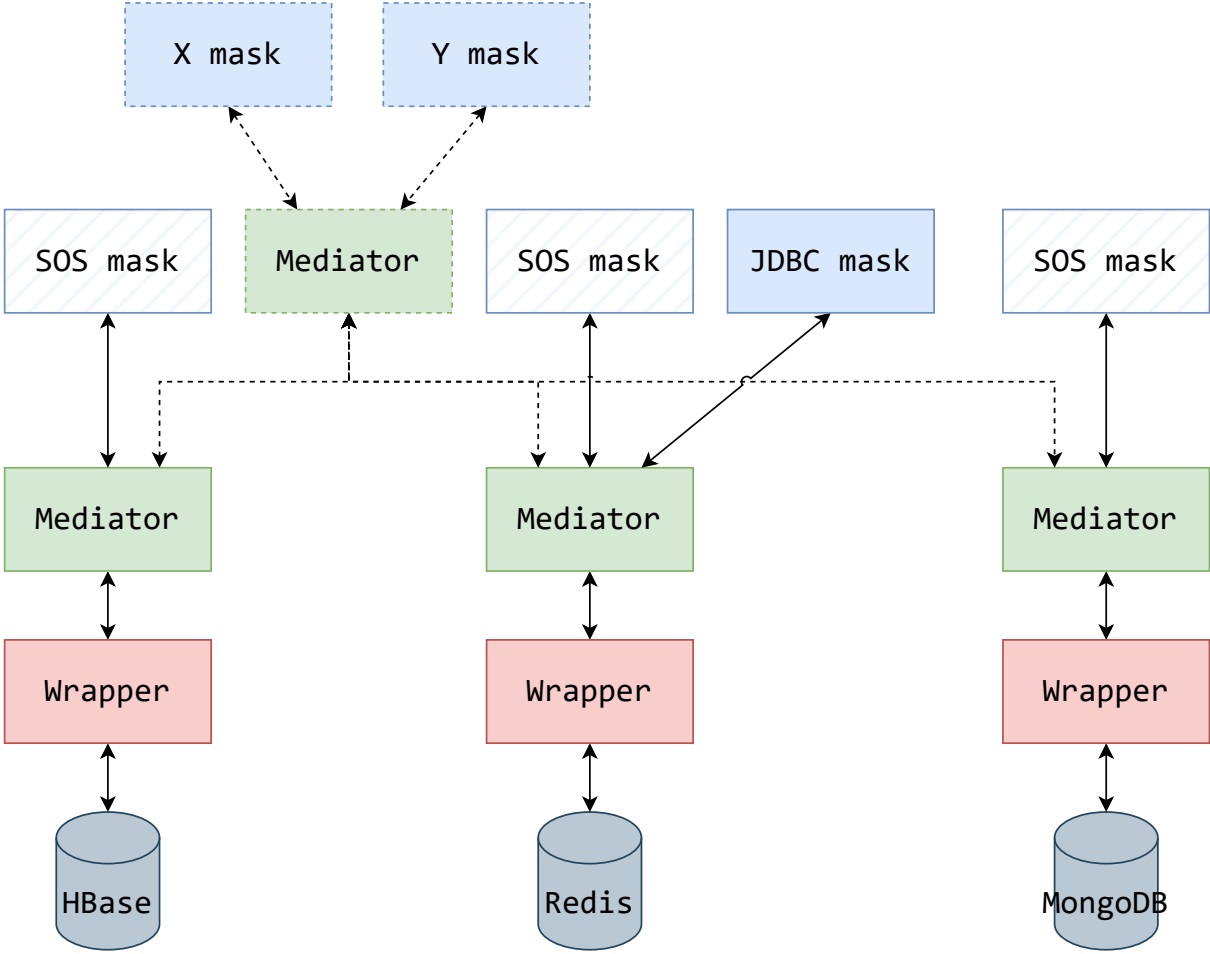 X mask
Y mask
SOS mask
Mediator
SOS mask
JDBC mask
SOS mask
Mediator
Mediator
Mediator
Wrapper
Wrapper
Wrapper
HBase
Redis
MongoDB